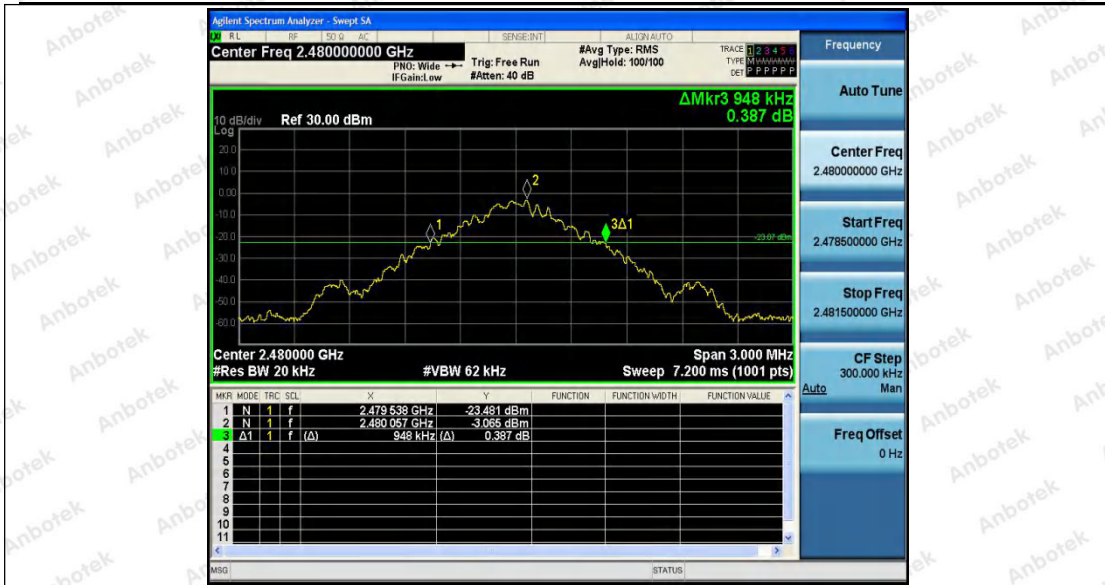 Agilent Spectrum Analyzer - Swept SA
LXI RL RF 50 Ω AC SENSE:INT ALIGN AUTO
Center Freq 2.480000000 GHz
PNO: Wide
IFGain:Low
Trig: Free Run
#Atten: 40 dB
#Avg Type: RMS
Avg|Hold: 100/100
TRACE 1 2 3 4 5 6
TYPE M
DET P P P P P P
ΔMkr3 948 kHz
0.387 dB
10 dB/div Ref 30.00 dBm
Log
20.0
10.0
0.00
-10.0
-20.0
-30.0
-40.0
-50.0
-60.0
1
2
3Δ1
-23.07 dBm
Center 2.480000 GHz Span 3.000 MHz
#Res BW 20 kHz #VBW 62 kHz Sweep 7.200 ms (1001 pts)
MKR MODE TRC SCL X Y FUNCTION FUNCTION WIDTH FUNCTION VALUE
1 N 1 f 2.479 538 GHz -23.481 dBm
2 N 1 f 2.480 057 GHz -3.065 dBm
3 Δ1 1 f (Δ) 948 kHz (Δ) 0.387 dB
4
5
6
7
8
9
10
11
MSG STATUS
Frequency
Auto Tune
Center Freq
2.480000000 GHz
Start Freq
2.478500000 GHz
Stop Freq
2.481500000 GHz
CF Step
300.000 kHz
Auto Man
Freq Offset
0 Hz
Anbotek